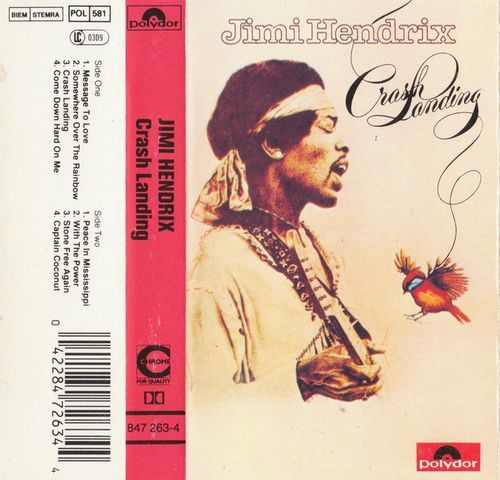 BIEM STEMRA POL 581
LC 0309
Side One
1. Message To Love
2. Somewhere Over The Rainbow
3. Crash Landing
4. Come Down Hard On Me
Side Two
1. Peace In Mississippi
2. With The Power
3. Stone Free Again
4. Captain Coconut
0 42284 72634 4
polydor
JIMI HENDRIX
Crash Landing
CHROME
FOR QUALITY
847 263-4
Jimi Hendrix
Crash Landing
polydor